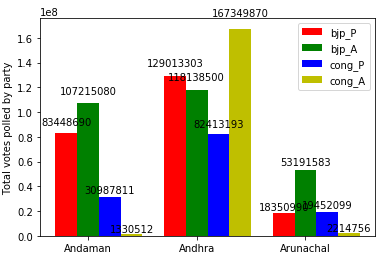 1e8
Total votes polled by party
1.6
1.4
1.2
1.0
0.8
0.6
0.4
0.2
0.0
bjp_P
bjp_A
cong_P
cong_A
83448690
107215080
30987811
1330512
129013303
118138500
82413193
167349870
53191583
19452099
2714756
Andaman
Andhra
Arunachal